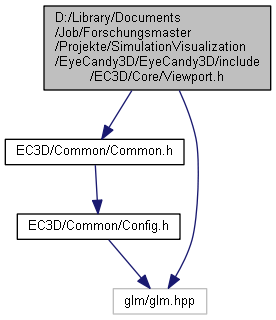 D:/Library/Documents
/Job/Forschungsmaster
/Projekte/SimulationVisualization
/EyeCandy3D/EyeCandy3D/include
/EC3D/Core/Viewport.h
EC3D/Common/Common.h
EC3D/Common/Config.h
glm/glm.hpp